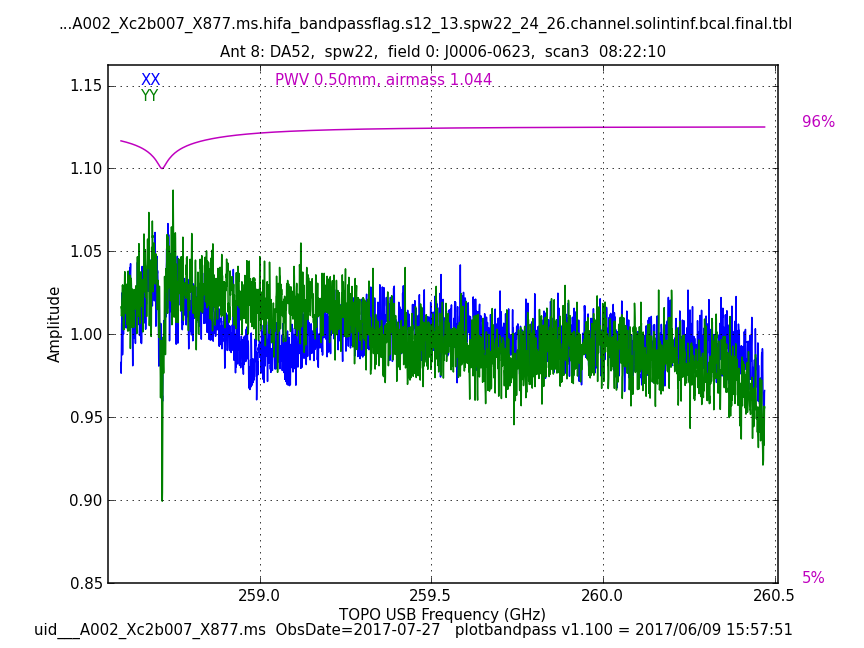 ...A002_Xc2b007_X877.ms.hifa_bandpassflag.s12_13.spw22_24_26.channel.solintinf.bcal.final.tbl
Ant 8: DA52, spw22, field 0: J0006-0623, scan3 08:22:10
XX
YY
PWV 0.50mm, airmass 1.044
96%
5%
1.15
1.10
1.05
1.00
0.95
0.90
0.85
Amplitude
259.0 259.5 260.0 260.5
TOPO USB Frequency (GHz)
uid___A002_Xc2b007_X877.ms ObsDate=2017-07-27 plotbandpass v1.100 = 2017/06/09 15:57:51